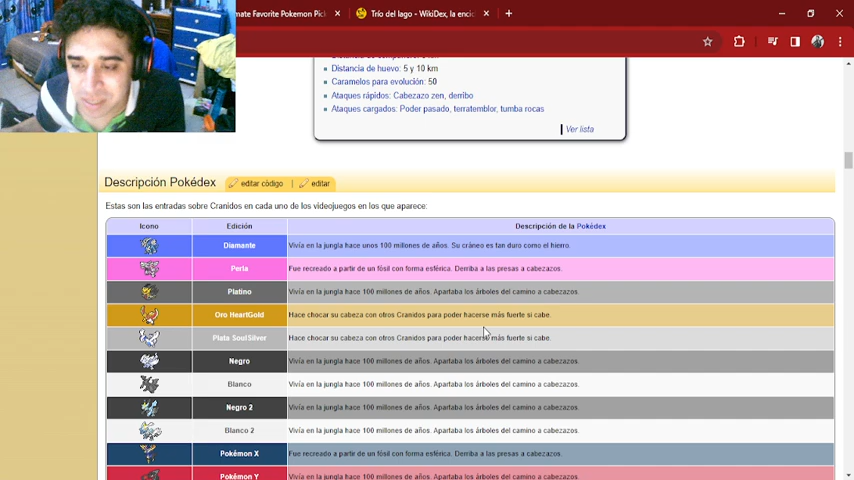 mate Favorite Pokemon Pic
Trío del lago - WikiDex, la enci
Distancia de huevo: 5 y 10 km
Caramelos para evolución: 50
Ataques rápidos: Cabezazo zen, derribo
Ataques cargados: Poder pasado, terratemblor, tumba rocas
Ver lista
Descripción Pokédex editar código | editar
Estas son las entradas sobre Cranidos en cada uno de los videojuegos en los que aparece:
Icono Edición Descripción de la Pokédex
Diamante Vivía en la jungla hace unos 100 millones de años. Su cráneo es tan duro como el hierro.
Perla Fue recreado a partir de un fósil con forma esférica. Derriba a las presas a cabezazos.
Platino Vivía en la jungla hace 100 millones de años. Apartaba los árboles del camino a cabezazos.
Oro HeartGold Hace chocar su cabeza con otros Cranidos para poder hacerse más fuerte si cabe.
Plata SoulSilver Hace chocar su cabeza con otros Cranidos para poder hacerse más fuerte si cabe.
Negro Vivía en la jungla hace 100 millones de años. Apartaba los árboles del camino a cabezazos.
Blanco Vivía en la jungla hace 100 millones de años. Apartaba los árboles del camino a cabezazos.
Negro 2 Vivía en la jungla hace 100 millones de años. Apartaba los árboles del camino a cabezazos.
Blanco 2 Vivía en la jungla hace 100 millones de años. Apartaba los árboles del camino a cabezazos.
Pokémon X Fue recreado a partir de un fósil con forma esférica. Derriba a las presas a cabezazos.
Pokémon Y Vivía en la jungla hace 100 millones de años. Apartaba los árboles del camino a cabezazos.